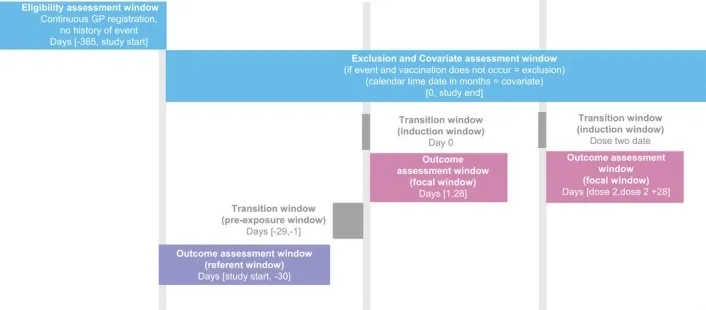 Eligibility assessment window
Continuous GP registration,
no history of event
Days [-365, study start]
Exclusion and Covariate assessment window
(if event and vaccination does not occur = exclusion)
(calendar time date in months = covariate)
[0, study end]
Transition window
(induction window)
Day 0
Transition window
(induction window)
Dose two date
Outcome
assessment window
(focal window)
Days [1,28]
Outcome assessment
window
(focal window)
Days [dose 2,dose 2 +28]
Transition window
(pre-exposure window)
Days [-29,-1]
Outcome assessment window
(referent window)
Days [study start, -30]